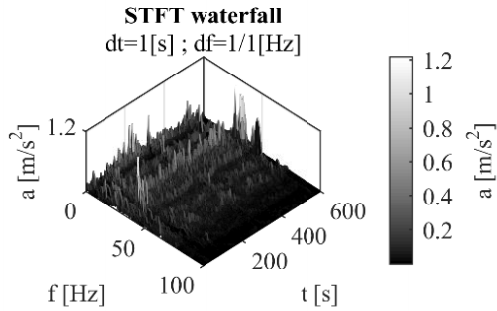 STFT waterfall
dt=1[s] ; df=1/1[Hz]
1.2
a [m/s²]
0
50
100
f [Hz]
200
400
600
t [s]
1.2
1
0.8
0.6
0.4
0.2
a [m/s²]